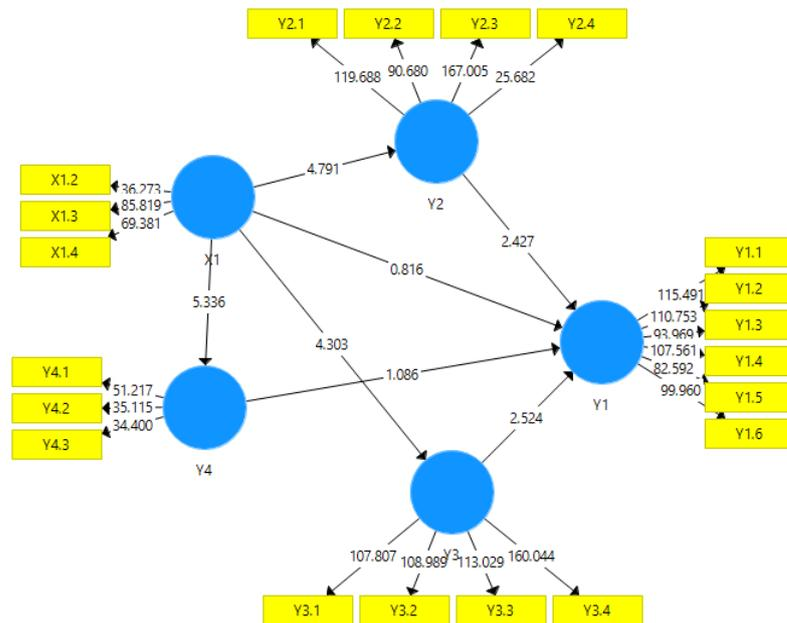 Y2.1 Y2.2 Y2.3 Y2.4
119.688 90.680 167.005 25.682
X1.2
X1.3
X1.4
36.273
85.819
69.381
X1
4.791
Y2
0.816
2.427
5.336
4.303
Y1.1
Y1.2
Y1.3
Y1.4
Y1.5
Y1.6
115.491
110.753
93.969
107.561
82.592
99.960
Y1
Y4.1
Y4.2
Y4.3
51.217
35.115
34.400
Y4
1.086
2.524
Y3
107.807 108.989 113.029 160.044
Y3.1 Y3.2 Y3.3 Y3.4